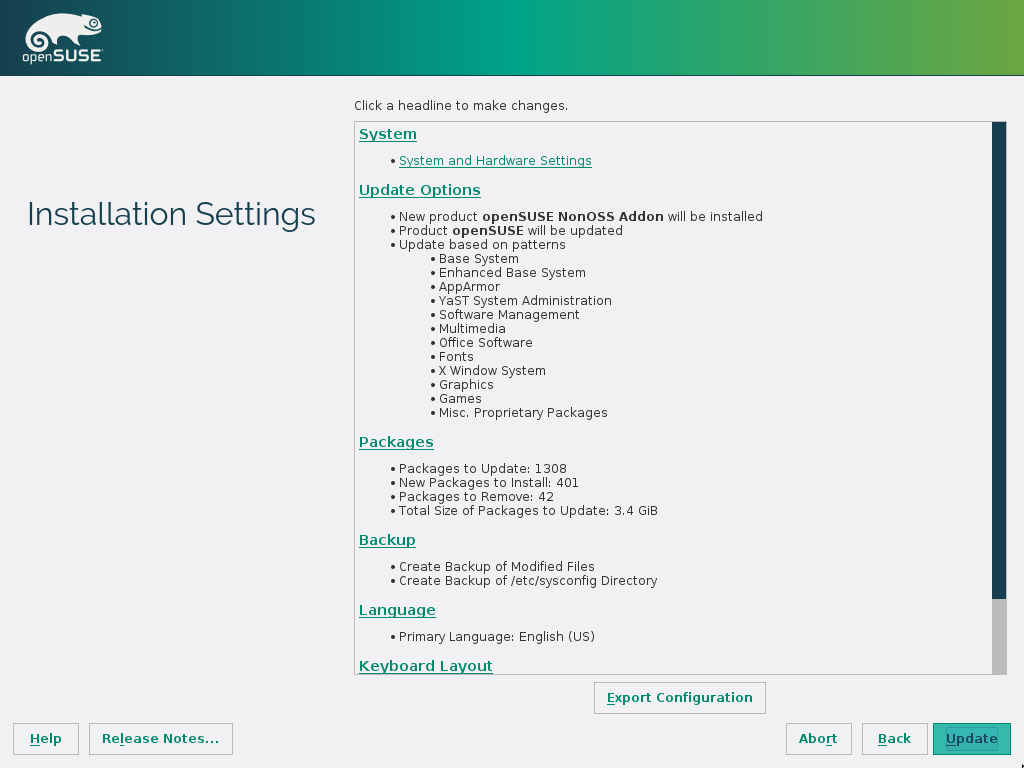 openSUSE
Click a headline to make changes.
Installation Settings
System
• System and Hardware Settings
Update Options
• New product openSUSE NonOSS Addon will be installed
• Product openSUSE will be updated
• Update based on patterns
• Base System
• Enhanced Base System
• AppArmor
• YaST System Administration
• Software Management
• Multimedia
• Office Software
• Fonts
• X Window System
• Graphics
• Games
• Misc. Proprietary Packages
Packages
• Packages to Update: 1308
• New Packages to Install: 401
• Packages to Remove: 42
• Total Size of Packages to Update: 3.4 GiB
Backup
• Create Backup of Modified Files
• Create Backup of /etc/sysconfig Directory
Language
• Primary Language: English (US)
Keyboard Layout
Export Configuration
Help Release Notes... Abort Back Update